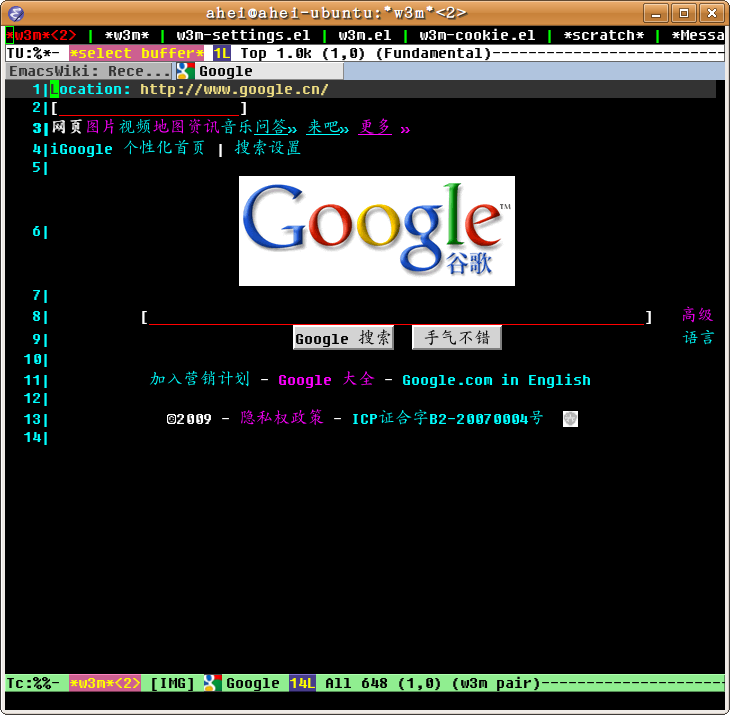 ahei@ahei-ubuntu:*w3m*<2>
*w3m*<2> | *w3m* | w3m-settings.el | w3m.el | w3m-cookie.el | *scratch* | *Messa
TU:%*- *select buffer* 1L Top 1.0k (1,0) (Fundamental)
EmacsWiki: Rece... Google
1 Location: http://www.google.cn/
2 [ ]
3 网页图片视频地图资讯音乐问答» 来吧» 更多 »
4 iGoogle 个性化首页 | 搜索设置
5
6 Google™ 谷歌
7
8 [ ] 高级
9 Google 搜索 手气不错 语言
10
11 加入营销计划 - Google 大全 - Google.com in English
12
13 ©2009 - 隐私权政策 - ICP证合字B2-20070004号
14
Tc:%%- *w3m*<2> [IMG] Google 14L All 648 (1,0) (w3m pair)